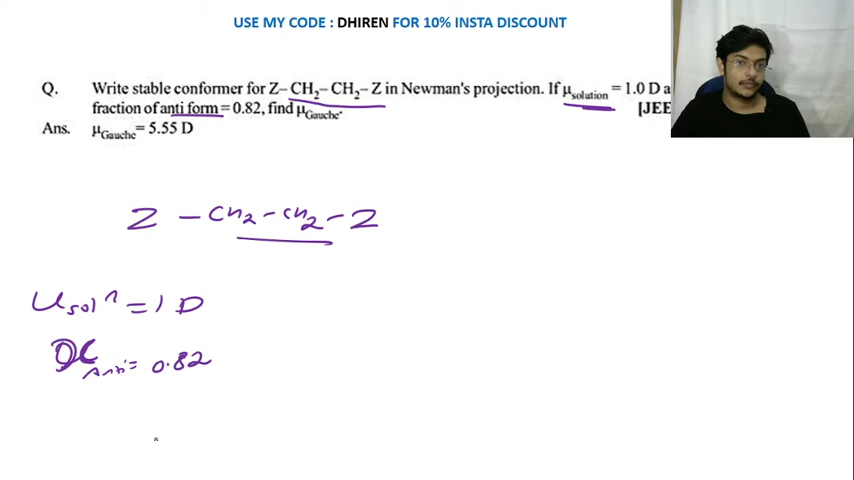 USE MY CODE : DHIREN FOR 10% INSTA DISCOUNT
Q. Write stable conformer for Z– CH₂– CH₂– Z in Newman's projection. If μsolution = 1.0 D a
fraction of anti form = 0.82, find μGauche.
[JEE
Ans. μGauche = 5.55 D
Z – CH₂ – CH₂ – Z
μsolⁿ = 1 D
x Anti = 0.82